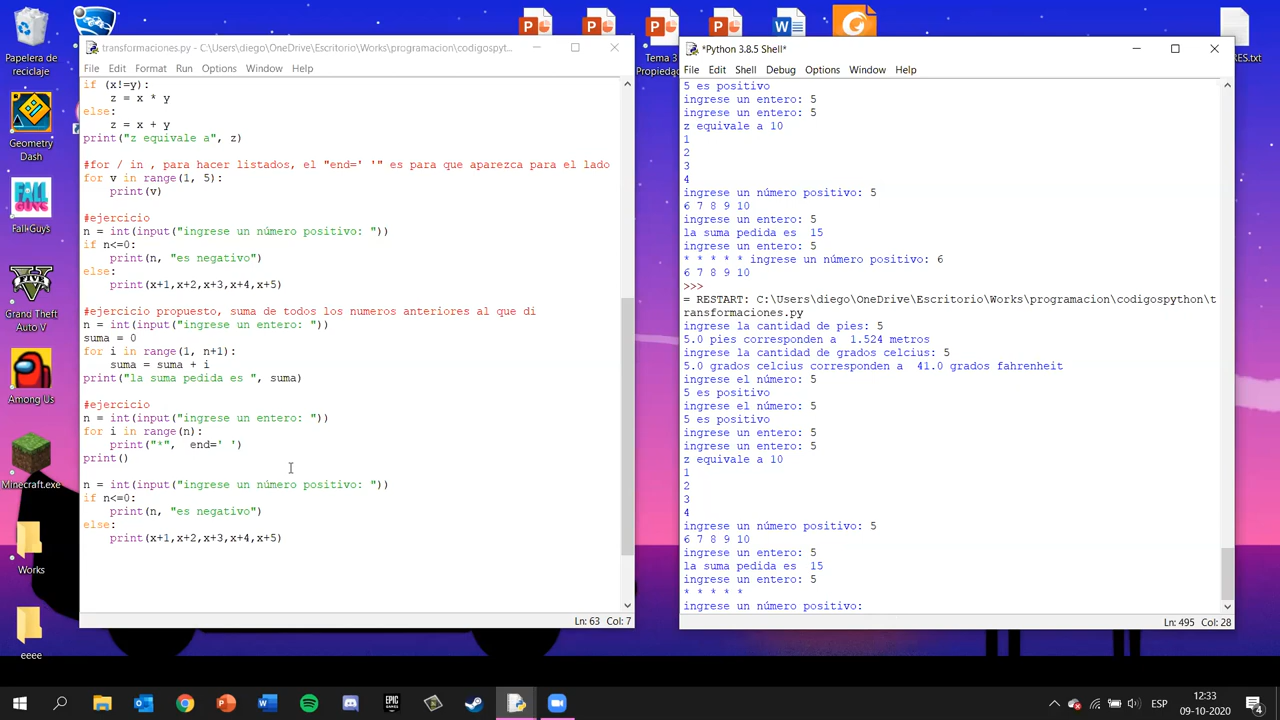 Papelera de
reciclaje
Geometry
Dash
Fall Guys
Grand Theft
Auto V
Among Us
Minecraft.exe
Works
eeee
Tema 3
Propiedad
transformaciones.py - C:\Users\diego\OneDrive\Escritorio\Works\programacion\codigospyt...
File Edit Format Run Options Window Help
if (x!=y):
    z = x * y
else:
    z = x + y
print("z equivale a", z)
#for / in , para hacer listados, el "end=' '" es para que aparezca para el lado
for v in range(1, 5):
    print(v)
#ejercicio
n = int(input("ingrese un número positivo: "))
if n<=0:
    print(n, "es negativo")
else:
    print(x+1,x+2,x+3,x+4,x+5)
#ejercicio propuesto, suma de todos los numeros anteriores al que di
n = int(input("ingrese un entero: "))
suma = 0
for i in range(1, n+1):
    suma = suma + i
print("la suma pedida es ", suma)
#ejercicio
n = int(input("ingrese un entero: "))
for i in range(n):
    print("*",  end=' ')
print()
n = int(input("ingrese un número positivo: "))
if n<=0:
    print(n, "es negativo")
else:
    print(x+1,x+2,x+3,x+4,x+5)
Ln: 63 Col: 7
*Python 3.8.5 Shell*
File Edit Shell Debug Options Window Help
5 es positivo
ingrese un entero: 5
ingrese un entero: 5
z equivale a 10
1
2
3
4
ingrese un número positivo: 5
6 7 8 9 10
ingrese un entero: 5
la suma pedida es  15
ingrese un entero: 5
* * * * * ingrese un número positivo: 6
6 7 8 9 10
>>>
= RESTART: C:\Users\diego\OneDrive\Escritorio\Works\programacion\codigospython\t
ransformaciones.py
ingrese la cantidad de pies: 5
5.0 pies corresponden a  1.524 metros
ingrese la cantidad de grados celcius: 5
5.0 grados celcius corresponden a  41.0 grados fahrenheit
ingrese el número: 5
5 es positivo
ingrese el número: 5
5 es positivo
ingrese un entero: 5
ingrese un entero: 5
z equivale a 10
1
2
3
4
ingrese un número positivo: 5
6 7 8 9 10
ingrese un entero: 5
la suma pedida es  15
ingrese un entero: 5
* * * * *
ingrese un número positivo:
Ln: 495 Col: 28
ESP
12:33
09-10-2020
4